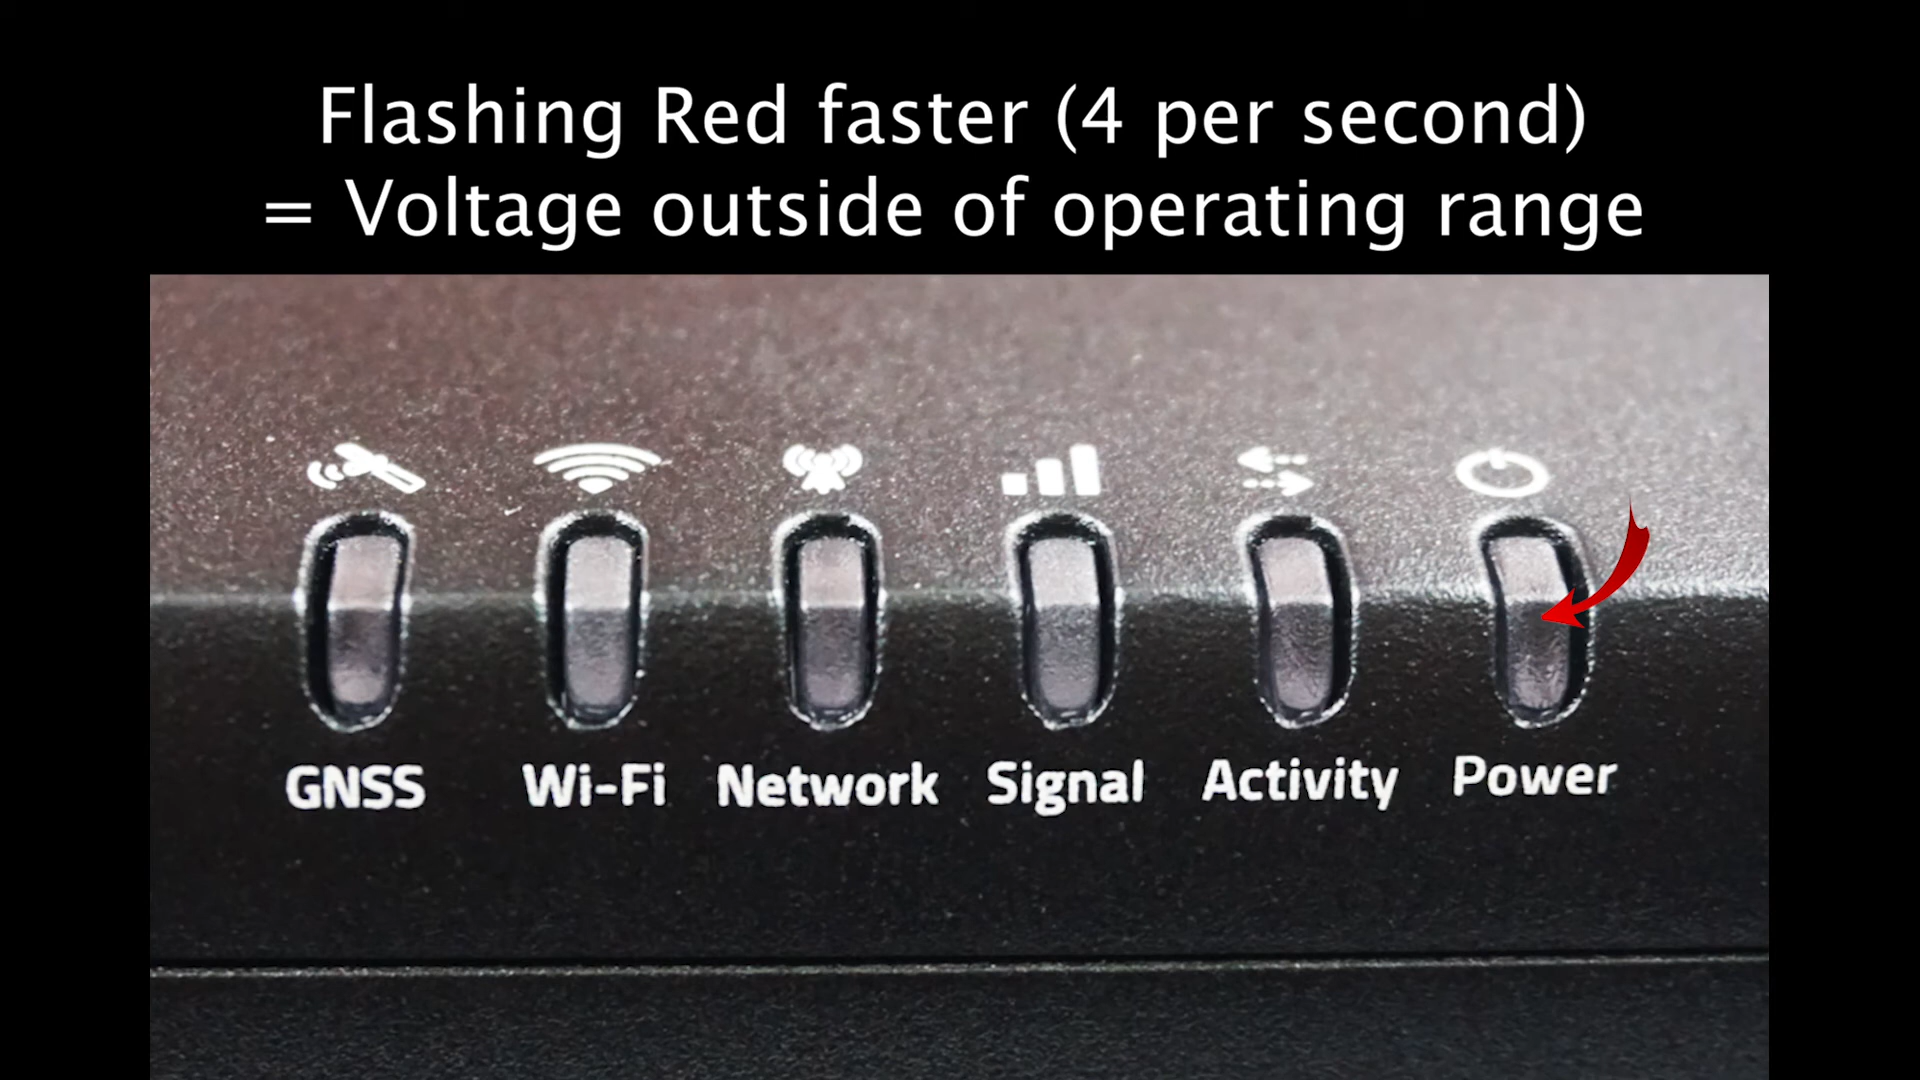 Flashing Red faster (4 per second)
= Voltage outside of operating range
GNSS Wi-Fi Network Signal Activity Power